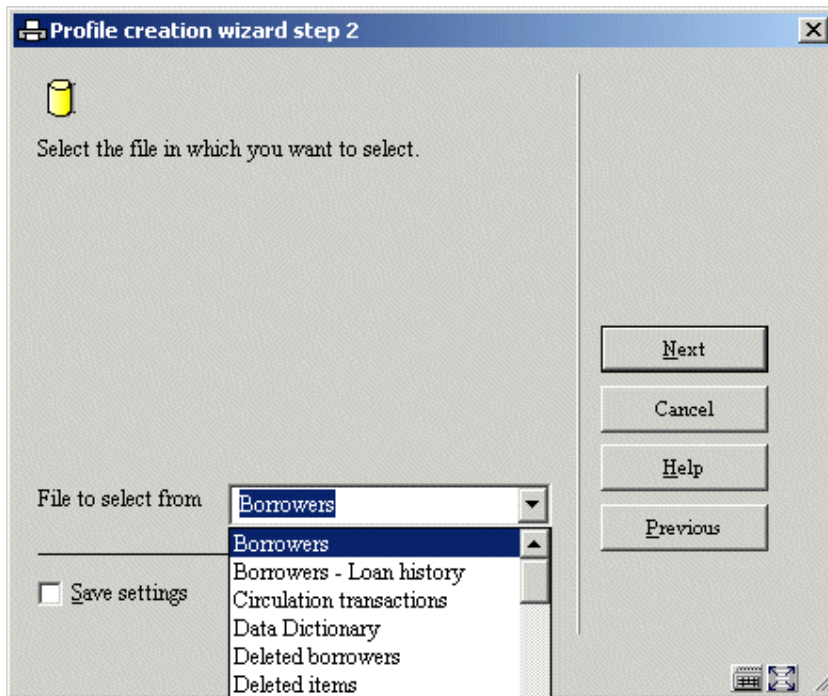 Profile creation wizard step 2
Select the file in which you want to select.
Next
Cancel
Help
Previous
File to select from
Borrowers
Borrowers
Borrowers - Loan history
Circulation transactions
Data Dictionary
Deleted borrowers
Deleted items
Save settings